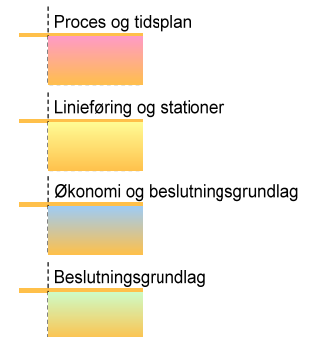 Proces og tidsplan
Linieføring og stationer
Økonomi og beslutningsgrundlag
Beslutningsgrundlag